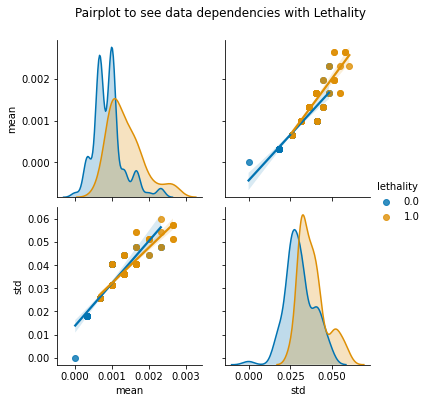 Pairplot to see data dependencies with Lethality
0.002
0.001
0.000
mean
lethality
0.0
1.0
0.06
0.05
0.04
0.03
0.02
0.01
0.00
std
0.000 0.001 0.002 0.003
mean
0.000 0.025 0.050
std